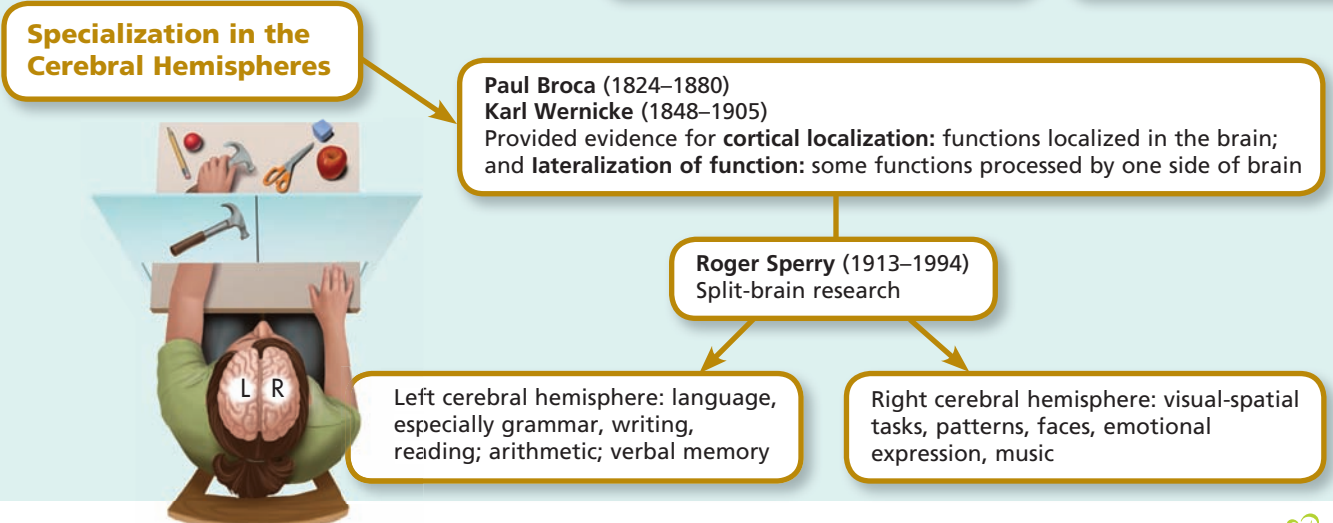 Specialization in the
Cerebral Hemispheres
Paul Broca (1824–1880)
Karl Wernicke (1848–1905)
Provided evidence for cortical localization: functions localized in the brain;
and lateralization of function: some functions processed by one side of brain
Roger Sperry (1913–1994)
Split-brain research
L R
Left cerebral hemisphere: language,
especially grammar, writing,
reading; arithmetic; verbal memory
Right cerebral hemisphere: visual-spatial
tasks, patterns, faces, emotional
expression, music